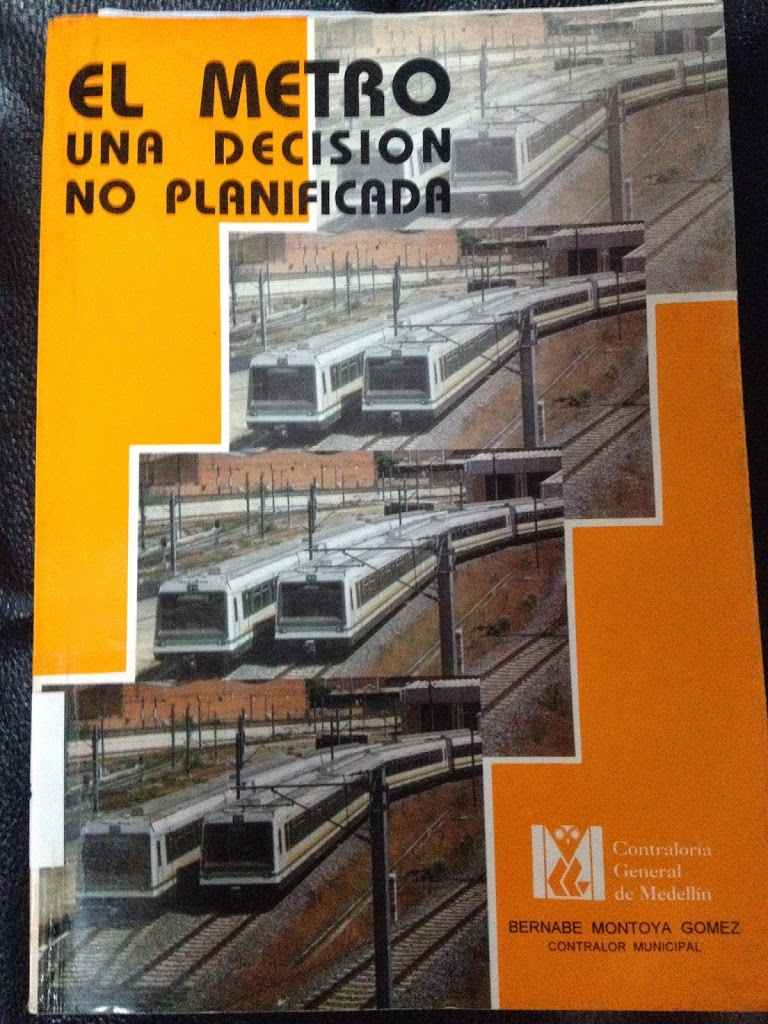 EL METRO
UNA DECISION
NO PLANIFICADA
Contraloría
General
de Medellín
BERNABE MONTOYA GOMEZ
CONTRALOR MUNICIPAL